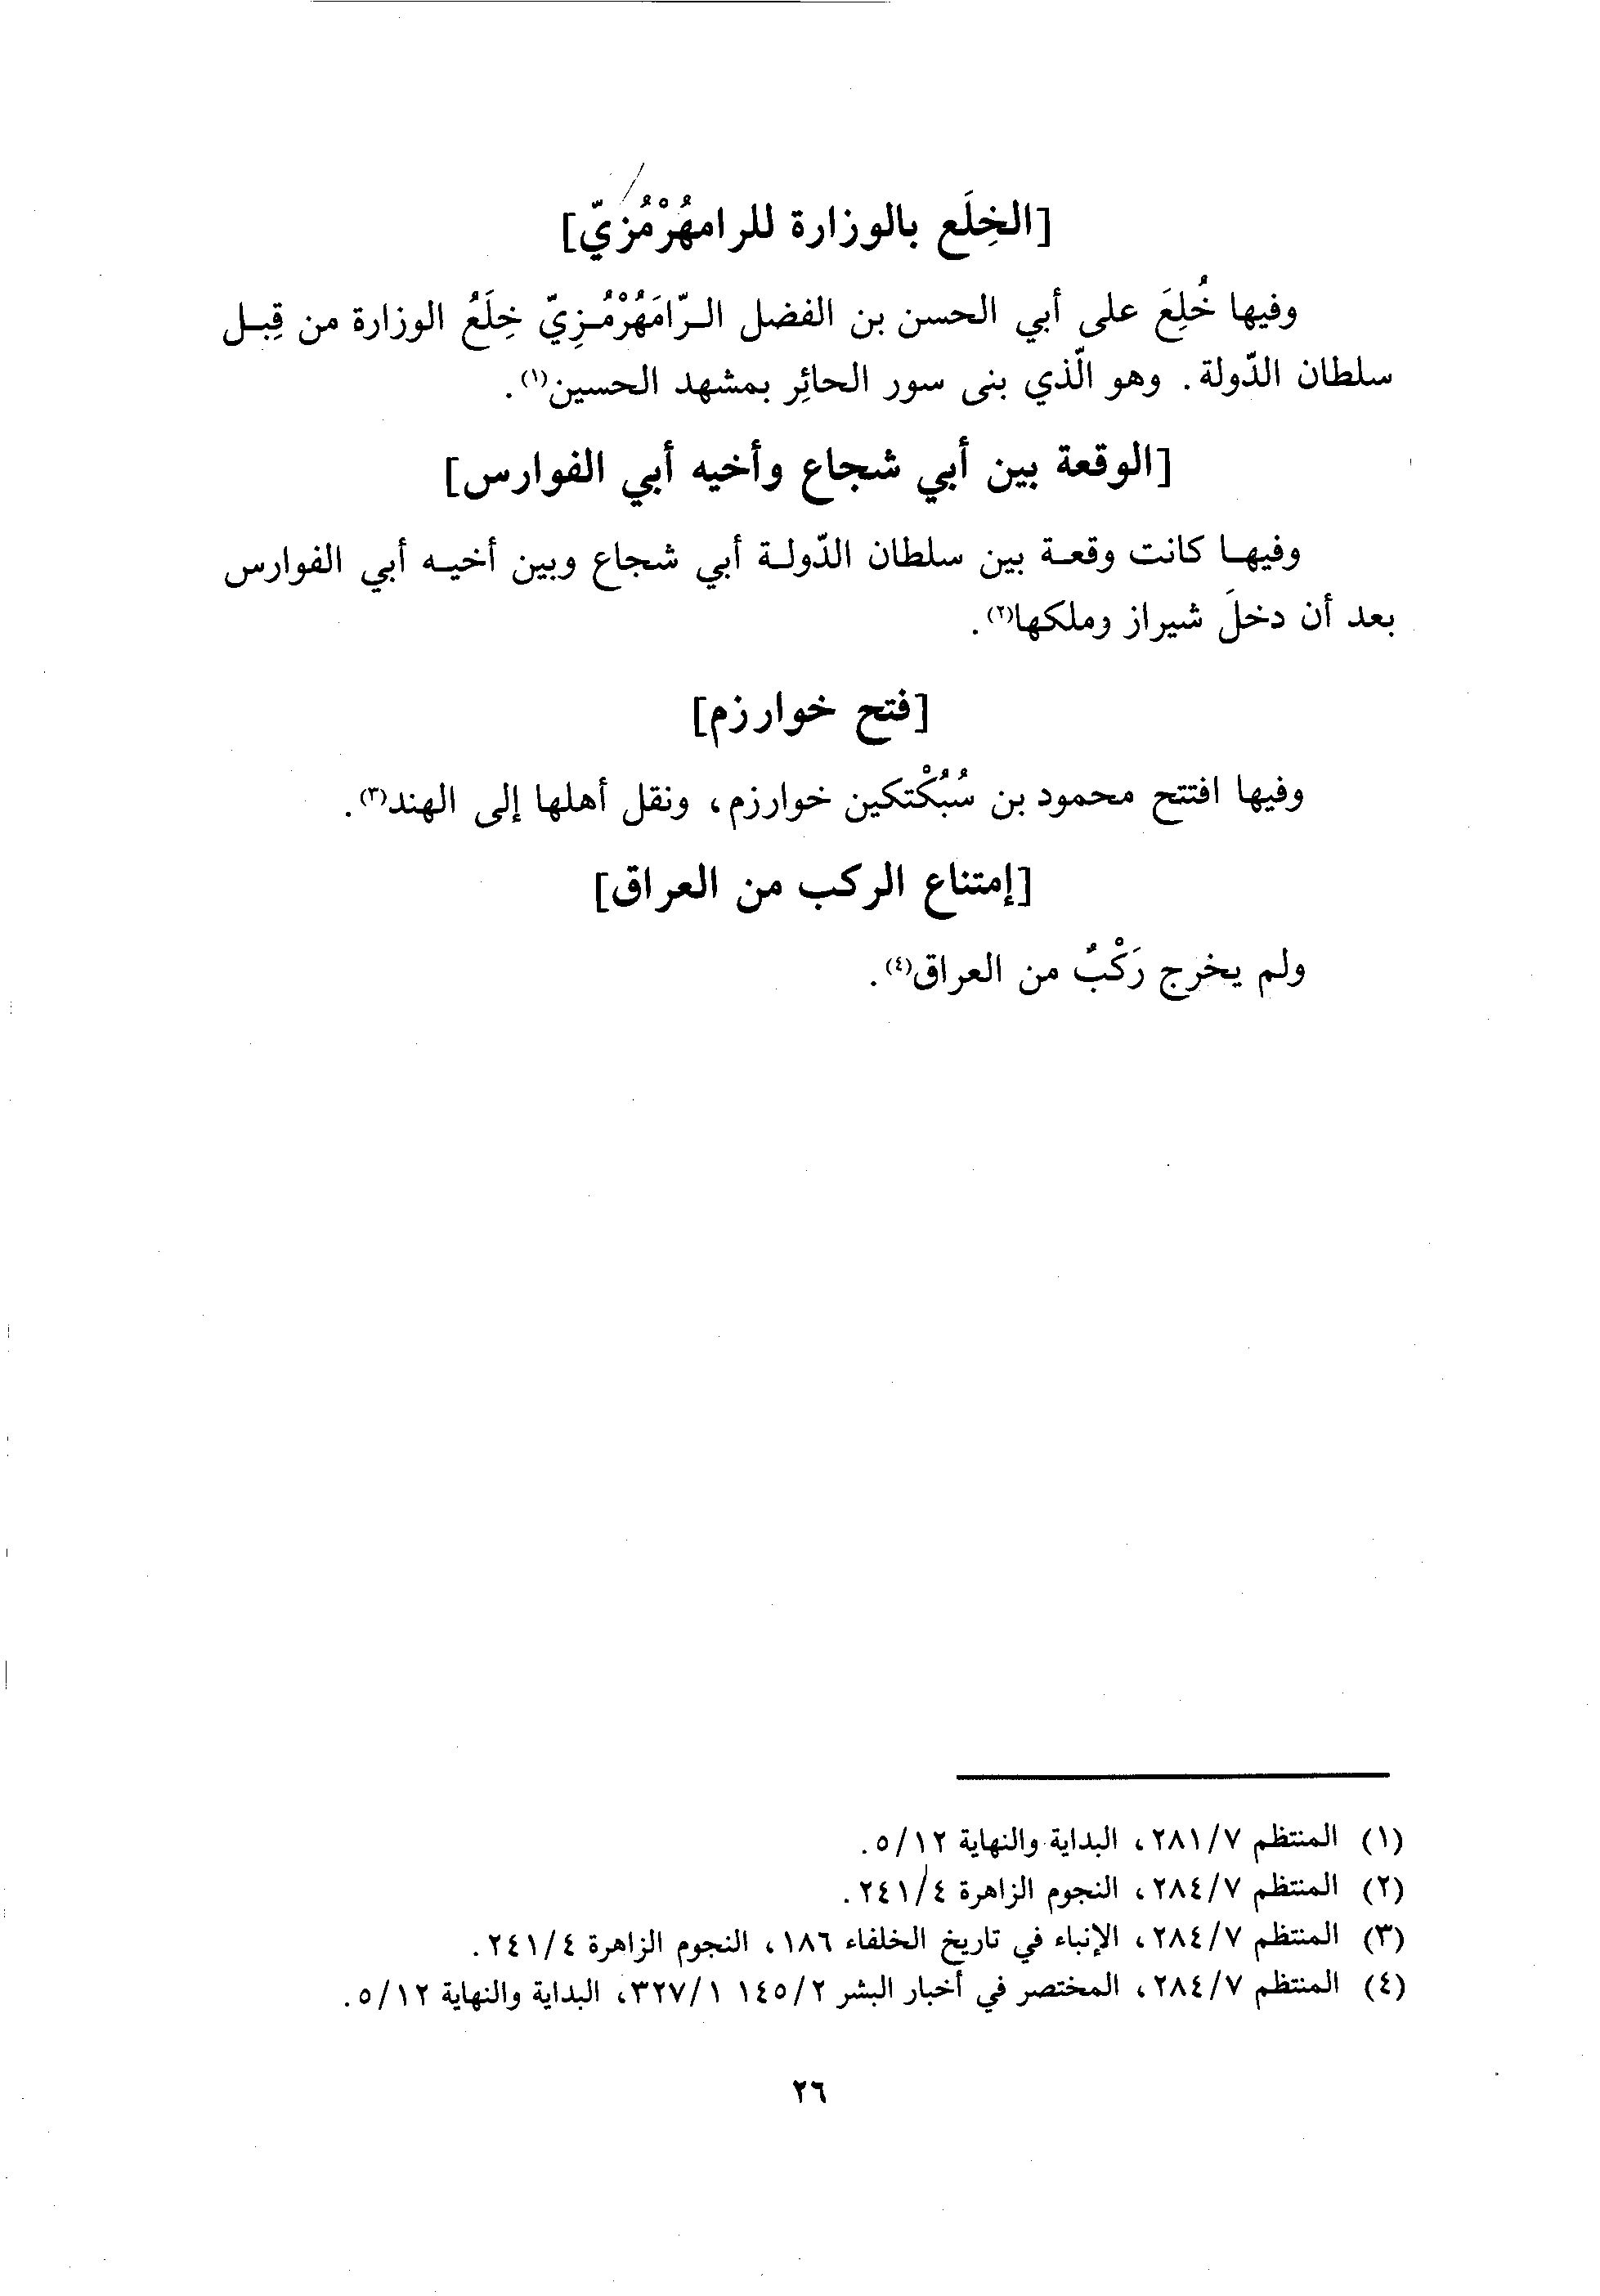 [الخِلَع بالوزارة للرامهُرْمُزيّ]
وفيها خُلِعَ على أبي الحسن بن الفضل الـرّامَهُرْمُـزِيّ خِلَعُ الوزارة من قِبـل
سلطان الدّولة. وهو الّذي بنى سور الحائِر بمشهد الحسين(١).
[الوقعة بين أبي شجاع وأخيه أبي الفوارس]
وفيهـا كانت وقعـة بين سلطان الدّولـة أبي شجاع وبين أخيـه أبي الفوارس
بعد أن دخلَ شيراز وملكها(٢).
[فتح خوارزم]
وفيها افتتح محمود بن سُبُكْتكين خوارزم، ونقل أهلها إلى الهند(٣).
[إمتناع الركب من العراق]
ولم يخرج رَكْبٌ من العراق(٤).
(١) المنتظم ٢٨١/٧، البداية والنهاية ٥/١٢.
(٢) المنتظم ٢٨٤/٧، النجوم الزاهرة ٢٤١/٤.
(٣) المنتظم ٢٨٤/٧، الإنباء في تاريخ الخلفاء ١٨٦، النجوم الزاهرة ٢٤١/٤.
(٤) المنتظم ٢٨٤/٧، المختصر في أخبار البشر ١٤٥/٢ ٣٢٧/١، البداية والنهاية ٥/١٢.
٢٦